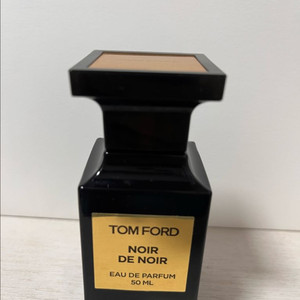 TOM FORD
NOIR
DE NOIR
EAU DE PARFUM
50 ML